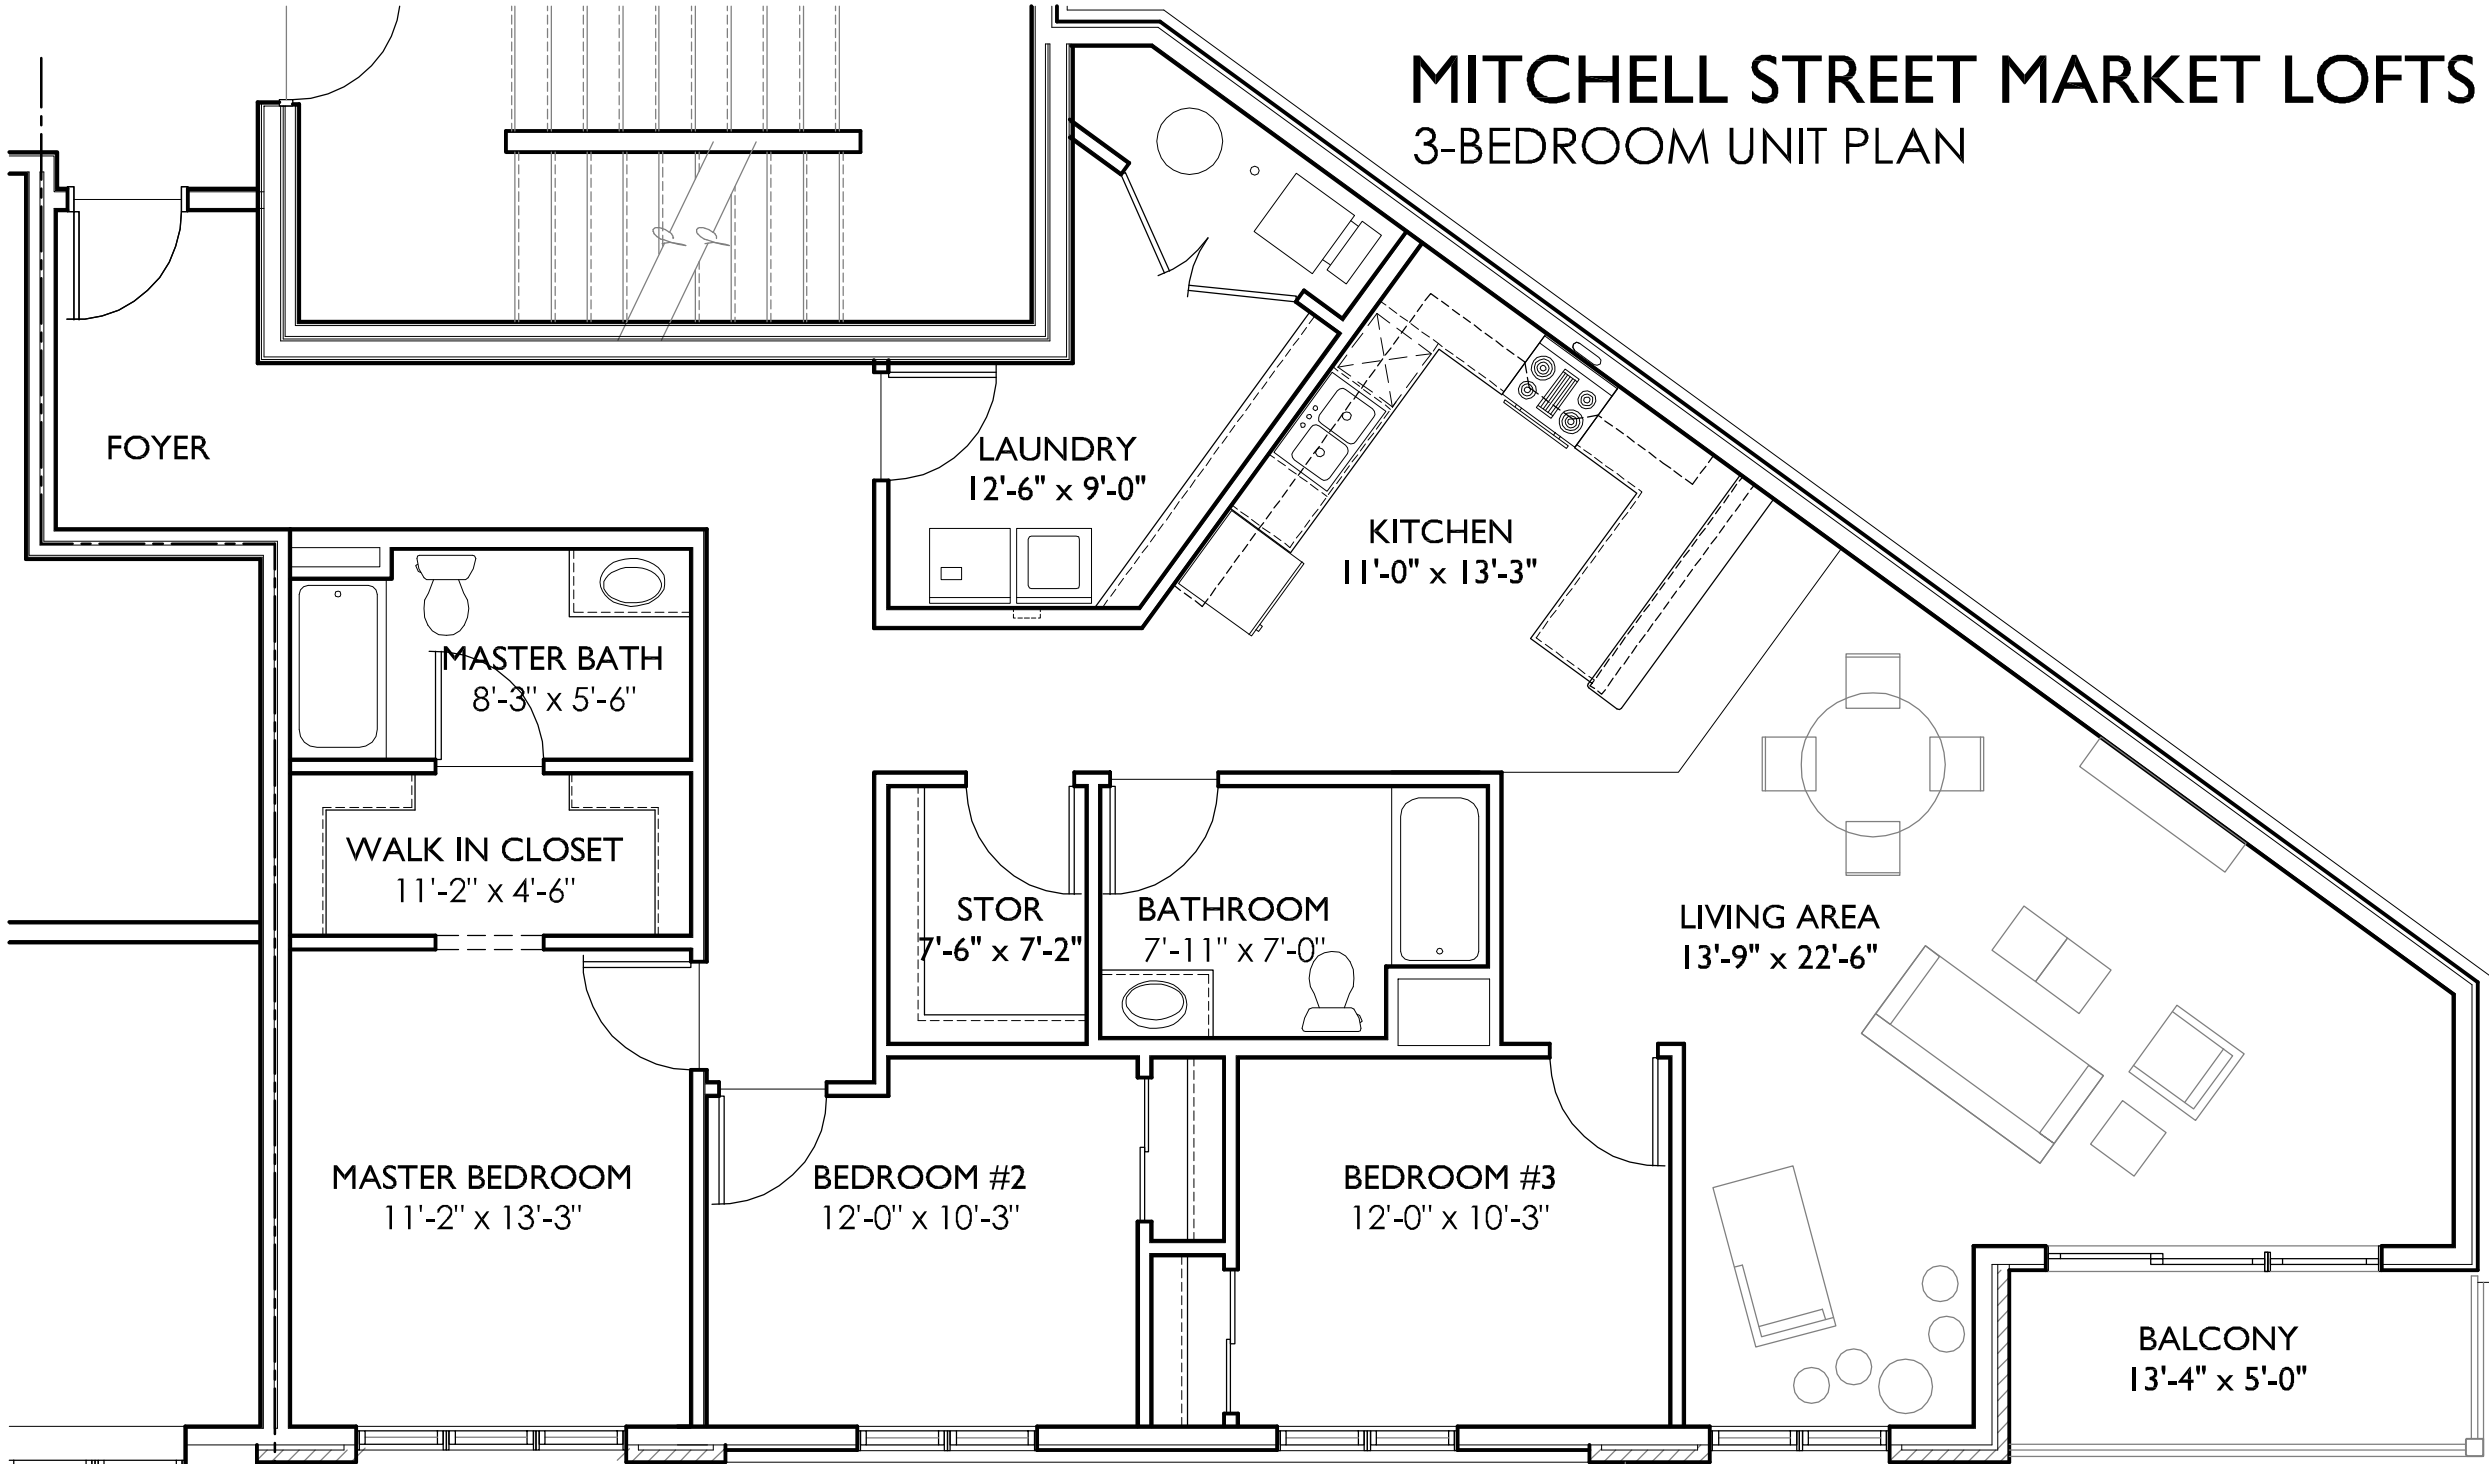 MITCHELL STREET MARKET LOFTS
3-BEDROOM UNIT PLAN
FOYER
LAUNDRY
12'-6" x 9'-0"
KITCHEN
11'-0" x 13'-3"
MASTER BATH
8'-3" x 5'-6"
WALK IN CLOSET
11'-2" x 4'-6"
STOR
7'-6" x 7'-2"
BATHROOM
7'-11" x 7'-0"
LIVING AREA
13'-9" x 22'-6"
MASTER BEDROOM
11'-2" x 13'-3"
BEDROOM #2
12'-0" x 10'-3"
BEDROOM #3
12'-0" x 10'-3"
BALCONY
13'-4" x 5'-0"